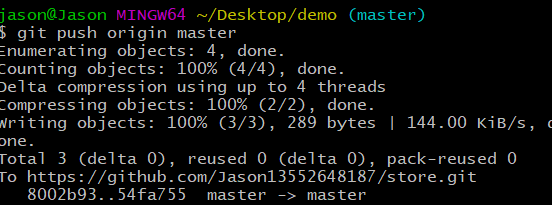 jason@Jason MINGW64 ~/Desktop/demo (master)
$ git push origin master
Enumerating objects: 4, done.
Counting objects: 100% (4/4), done.
Delta compression using up to 4 threads
Compressing objects: 100% (2/2), done.
Writing objects: 100% (3/3), 289 bytes | 144.00 KiB/s, d
one.
Total 3 (delta 0), reused 0 (delta 0), pack-reused 0
To https://github.com/Jason13552648187/store.git
   8002b93..54fa755  master -> master